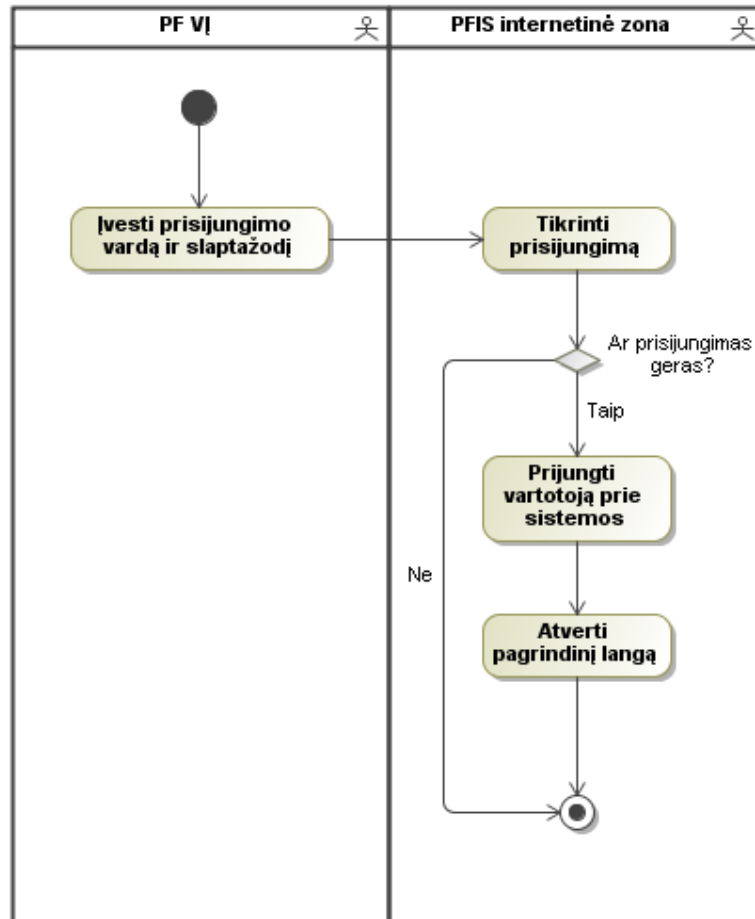 PF VĮ
PFIS internetinė zona
Įvesti prisijungimo
vardą ir slaptažodį
Tikrinti
prisijungimą
Ar prisijungimas
geras?
Taip
Prijungti
vartotoją prie
sistemos
Ne
Atverti
pagrindinį langą